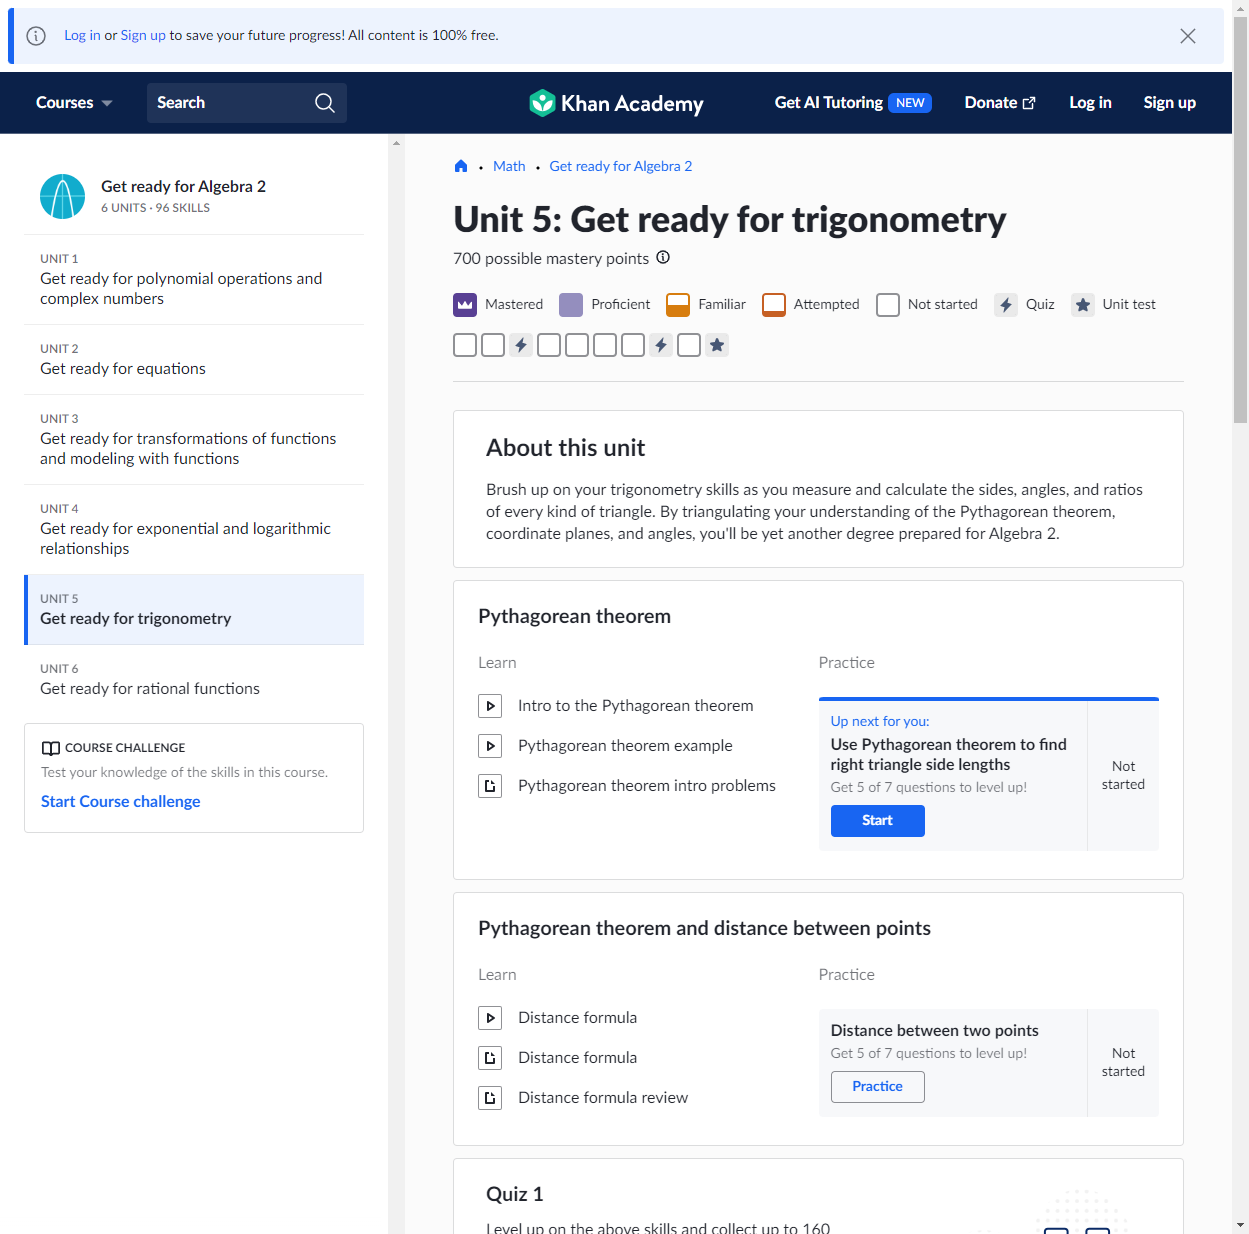 Log in or Sign up to save your future progress! All content is 100% free.
Courses
Search
Khan Academy
Get AI Tutoring NEW
Donate
Log in
Sign up
Get ready for Algebra 2
6 UNITS · 96 SKILLS
UNIT 1
Get ready for polynomial operations and
complex numbers
UNIT 2
Get ready for equations
UNIT 3
Get ready for transformations of functions
and modeling with functions
UNIT 4
Get ready for exponential and logarithmic
relationships
UNIT 5
Get ready for trigonometry
UNIT 6
Get ready for rational functions
COURSE CHALLENGE
Test your knowledge of the skills in this course.
Start Course challenge
• Math • Get ready for Algebra 2
Unit 5: Get ready for trigonometry
700 possible mastery points
Mastered
Proficient
Familiar
Attempted
Not started
Quiz
Unit test
About this unit
Brush up on your trigonometry skills as you measure and calculate the sides, angles, and ratios
of every kind of triangle. By triangulating your understanding of the Pythagorean theorem,
coordinate planes, and angles, you'll be yet another degree prepared for Algebra 2.
Pythagorean theorem
Learn
Intro to the Pythagorean theorem
Pythagorean theorem example
Pythagorean theorem intro problems
Practice
Up next for you:
Use Pythagorean theorem to find
right triangle side lengths
Get 5 of 7 questions to level up!
Start
Not
started
Pythagorean theorem and distance between points
Learn
Distance formula
Distance formula
Distance formula review
Practice
Distance between two points
Get 5 of 7 questions to level up!
Practice
Not
started
Quiz 1
Level up on the above skills and collect up to 160